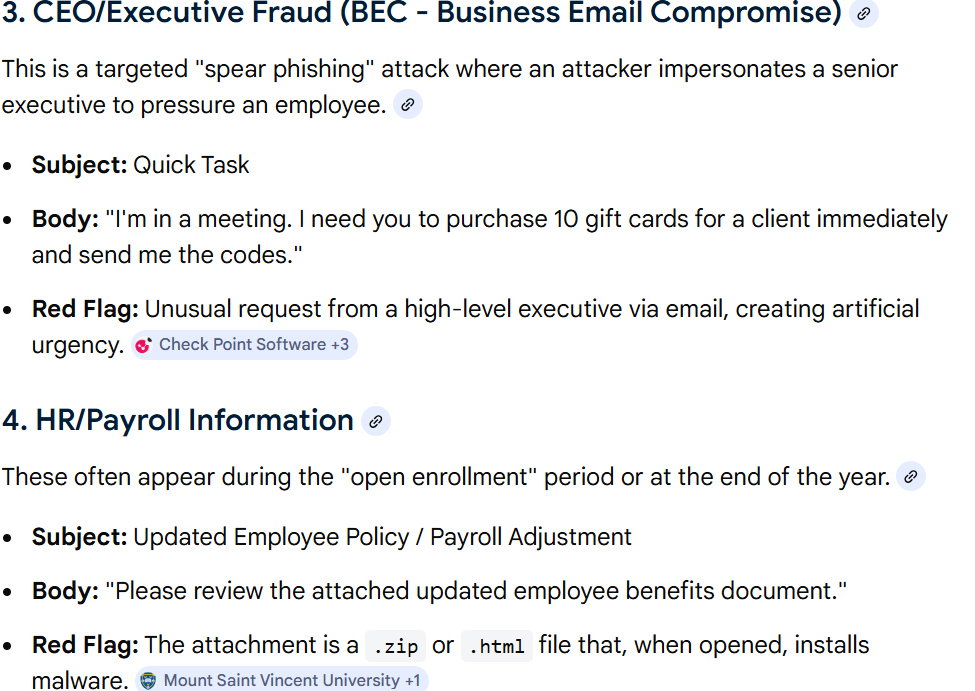 3. CEO/Executive Fraud (BEC - Business Email Compromise)
This is a targeted "spear phishing" attack where an attacker impersonates a senior
executive to pressure an employee.
• Subject: Quick Task
• Body: "I'm in a meeting. I need you to purchase 10 gift cards for a client immediately
and send me the codes."
• Red Flag: Unusual request from a high-level executive via email, creating artificial
urgency. Check Point Software +3
4. HR/Payroll Information
These often appear during the "open enrollment" period or at the end of the year.
• Subject: Updated Employee Policy / Payroll Adjustment
• Body: "Please review the attached updated employee benefits document."
• Red Flag: The attachment is a .zip or .html file that, when opened, installs
malware. Mount Saint Vincent University +1